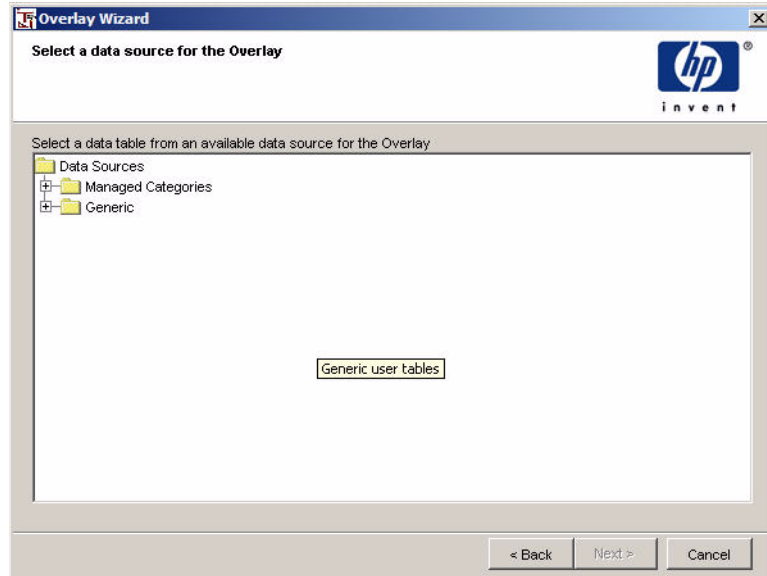 Overlay Wizard
Select a data source for the Overlay
hp
®
invent
Select a data table from an available data source for the Overlay
Data Sources
Managed Categories
Generic
Generic user tables
< Back
Next >
Cancel